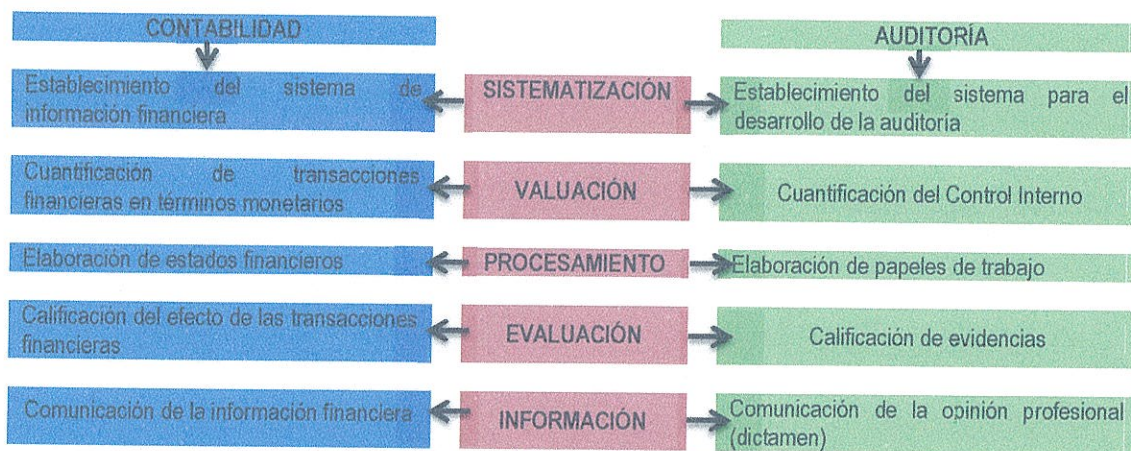 CONTABILIDAD
AUDITORÍA
Establecimiento del sistema de
información financiera
SISTEMATIZACIÓN
Establecimiento del sistema para el
desarrollo de la auditoría
Cuantificación de transacciones
financieras en términos monetarios
VALUACIÓN
Cuantificación del Control Interno
Elaboración de estados financieros
PROCESAMIENTO
Elaboración de papeles de trabajo
Calificación del efecto de las transacciones
financieras
EVALUACIÓN
Calificación de evidencias
Comunicación de la información financiera
INFORMACIÓN
Comunicación de la opinión profesional
(dictamen)